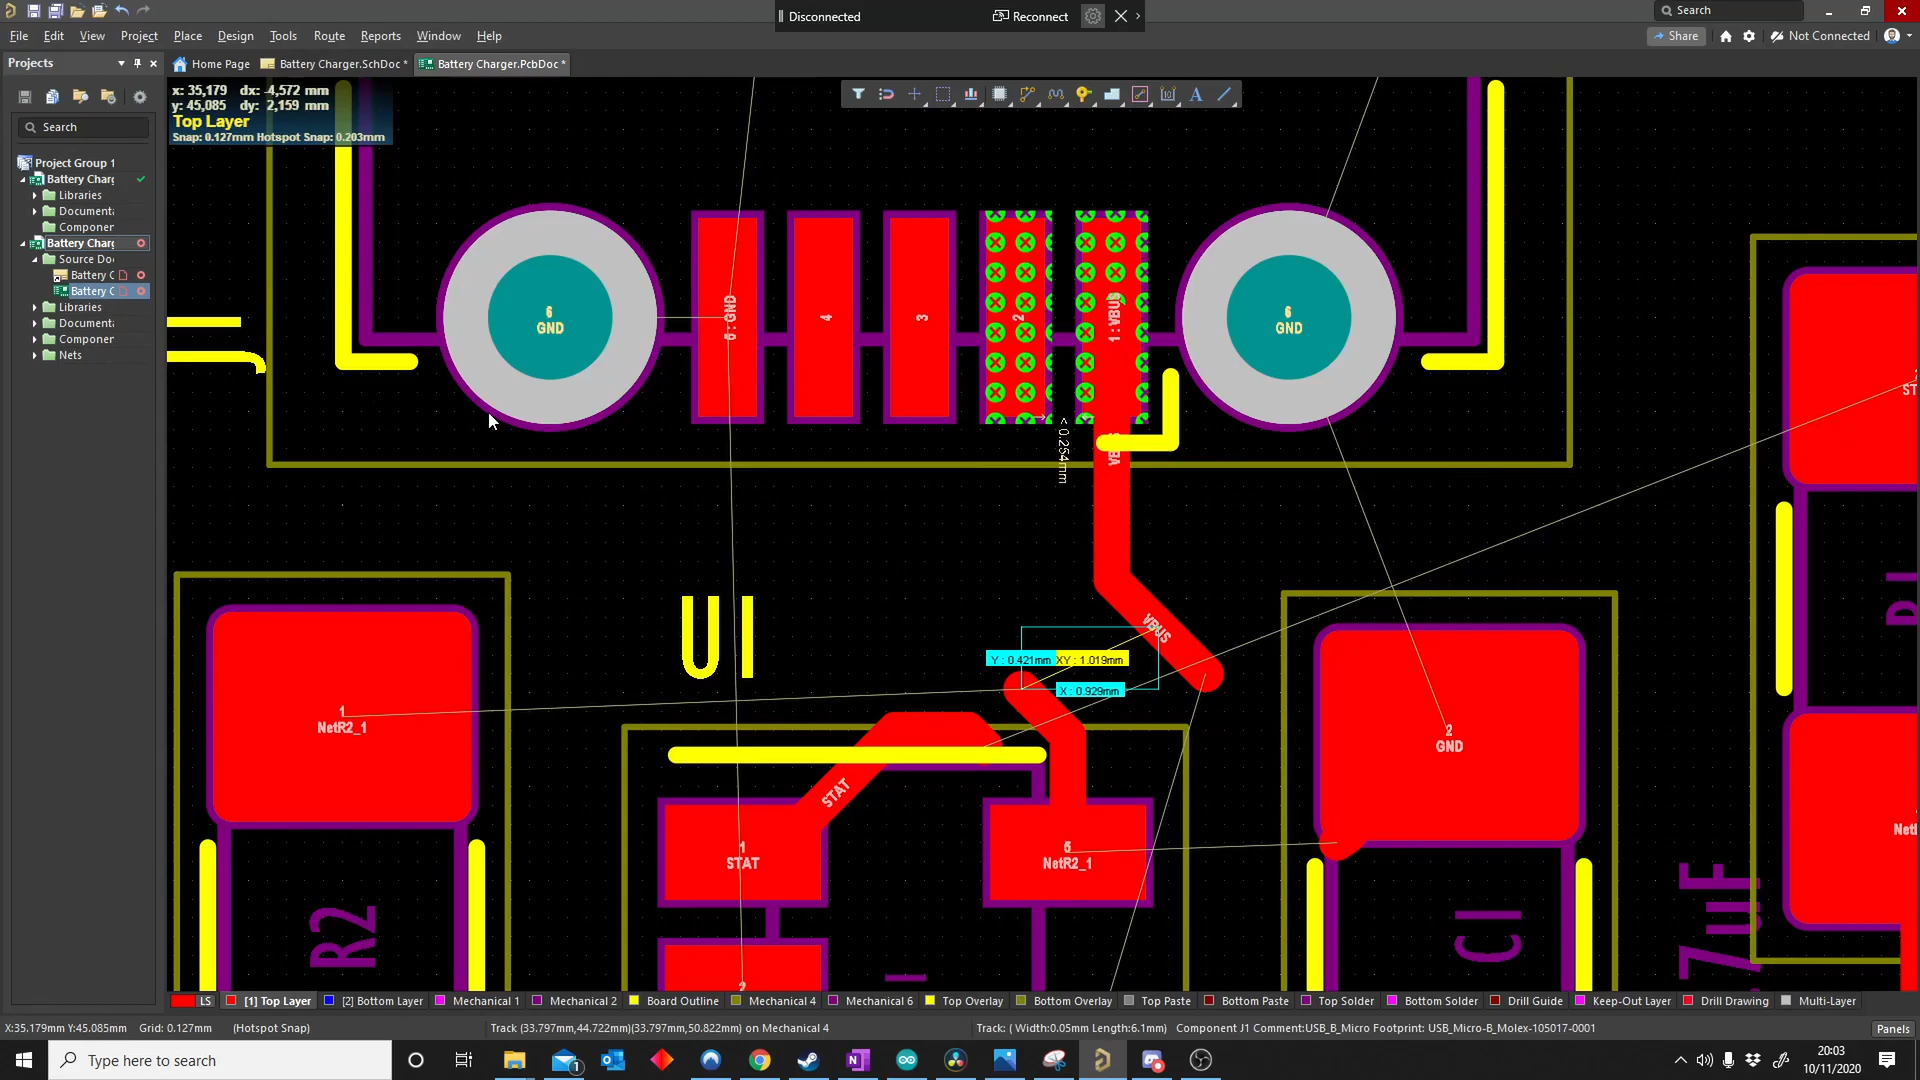 Disconnected
Reconnect
Search
File Edit View Project Place Design Tools Route Reports Window Help
Share
Not Connected
Projects
Home Page
Battery Charger.SchDoc *
Battery Charger.PcbDoc *
x: 35,179 dx: -4,572 mm
y: 45,085 dy: 2,159 mm
Top Layer
Snap: 0.127mm Hotspot Snap: 0.203mm
Search
Project Group 1
Battery Charg
Libraries
Documenta
Componen
Battery Charg
Source Doc
Battery C
Battery C
Libraries
Documenta
Componen
Nets
6
GND
5:GND
4
3
2
1:VBUS
6
GND
VBUS
< 0.254mm
U1
VBUS
Y : 0.421mm
XY : 1.019mm
X : 0.929mm
1
NetR2_1
2
GND
STAT
1
STAT
5
NetR2_1
R2
C1
LS
[1] Top Layer
[2] Bottom Layer
Mechanical 1
Mechanical 2
Board Outline
Mechanical 4
Mechanical 6
Top Overlay
Bottom Overlay
Top Paste
Bottom Paste
Top Solder
Bottom Solder
Drill Guide
Keep-Out Layer
Drill Drawing
Multi-Layer
X:35.179mm Y:45.085mm Grid: 0.127mm (Hotspot Snap)
Track (33.797mm,44.722mm)(33.797mm,50.822mm) on Mechanical 4
Track: ( Width:0.05mm Length:6.1mm) Component J1 Comment:USB_B_Micro Footprint: USB_Micro-B_Molex-105017-0001
Panels
Type here to search
1
20:03
10/11/2020